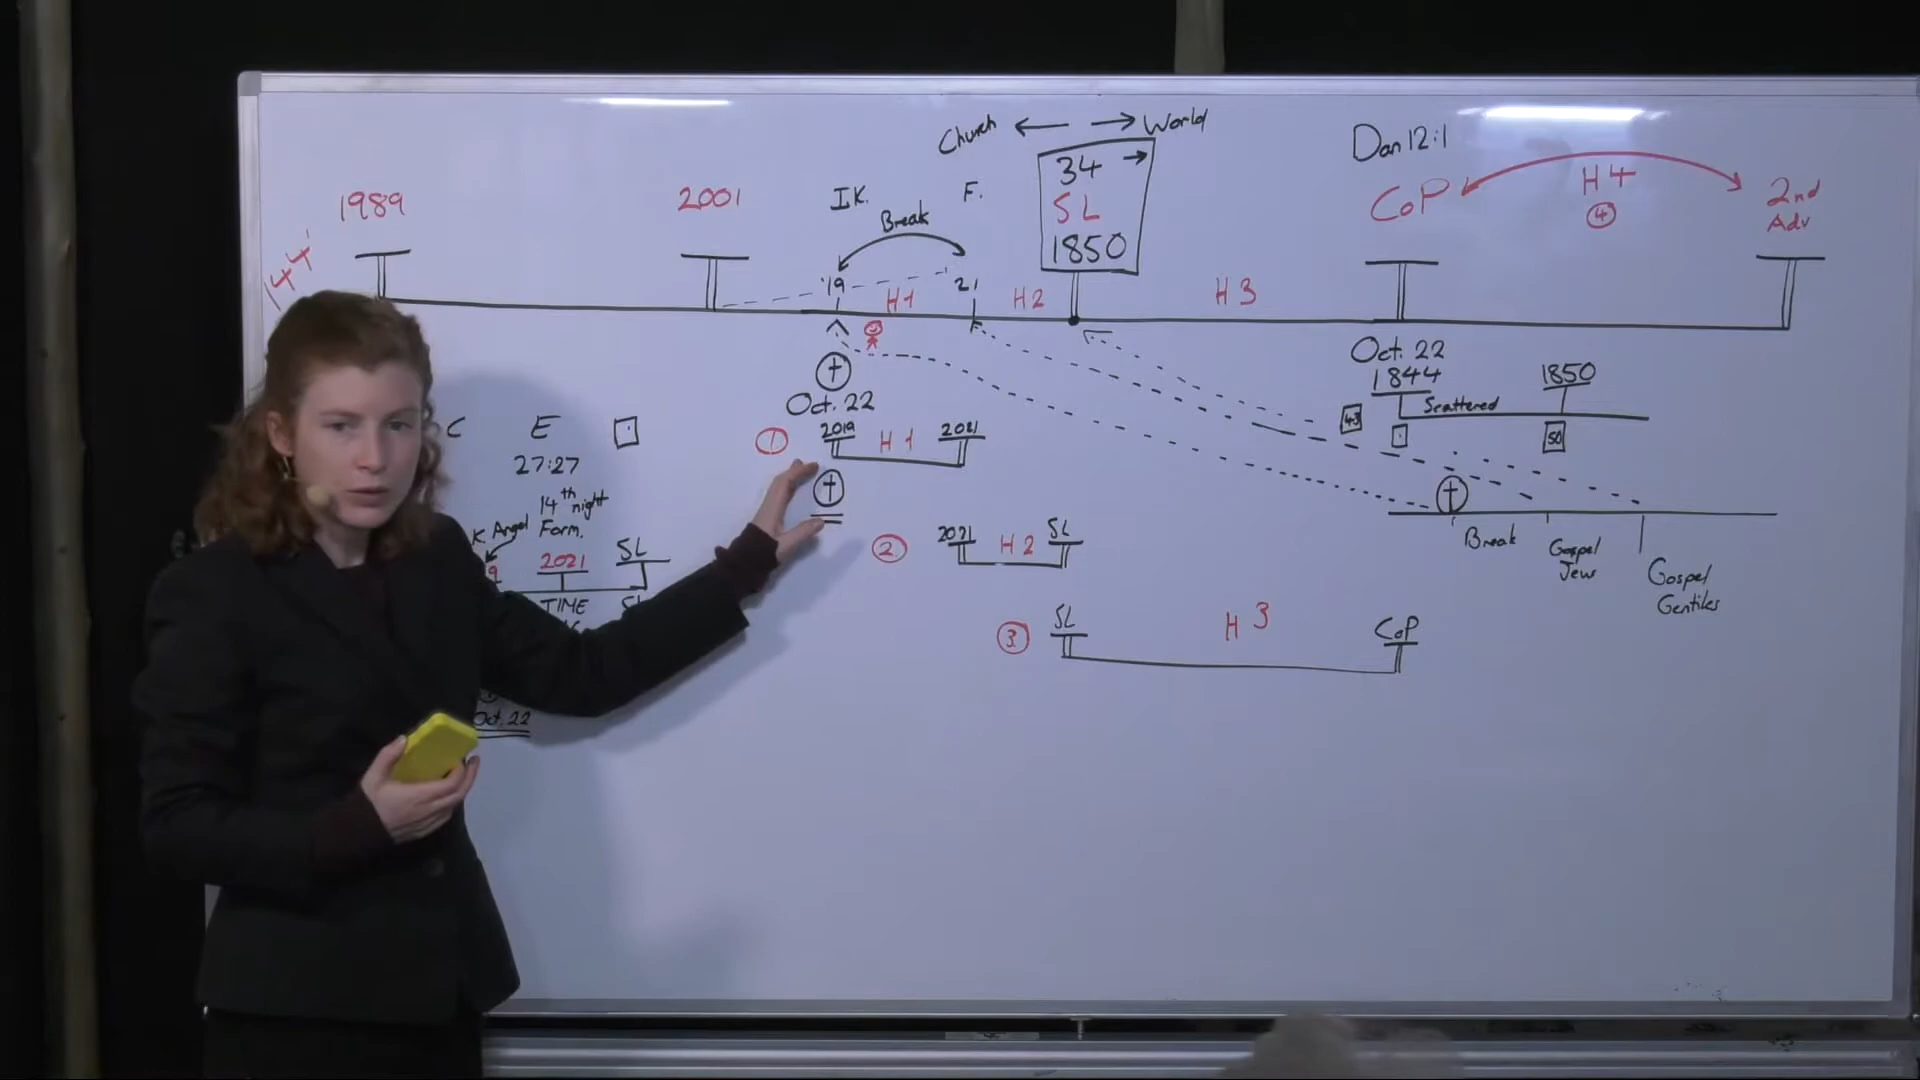 Church ← → World
Dan 12:1
34 →
SL
1850
1989
2001
I.K.
F.
Break
CoP
H4
④
2nd
Adv
144
'19
H1
21
H2
H3
Oct. 22
1844
1850
Scattered
43
50
Oct. 22
① 2019 H1 2021
C E
27:27
14th night
Form.
K. Angel
2021
SL
TIME
② 2021 H2 SL
③ SL H3 CoP
Break
Gospel
Jews
Gospel
Gentiles
Oct. 22